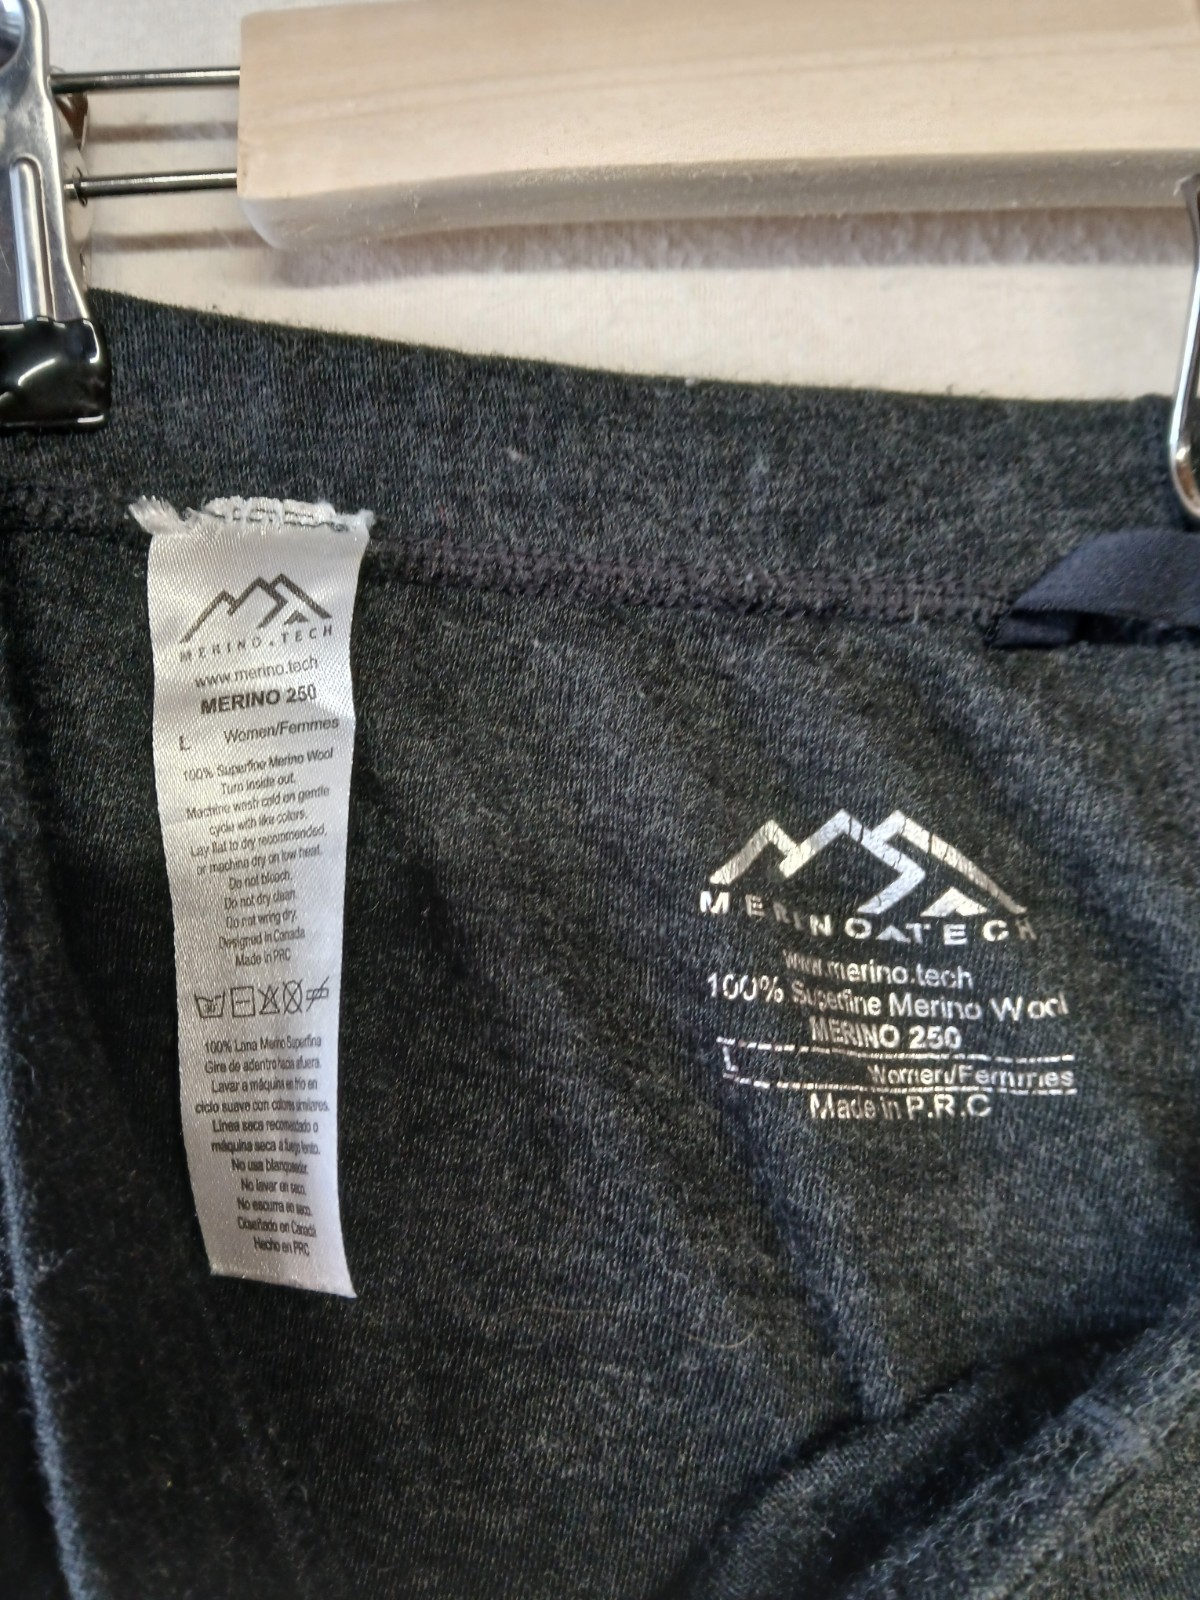 MERINO.TECH
www.merino.tech
MERINO 250
L Women/Femmes
100% Superfine Merino Wool
Turn inside out.
Machine wash cold on gentle
cycle with like colors.
Lay flat to dry recommended,
or machine dry on low heat.
Do not bleach.
Do not dry clean.
Do not wring dry.
Designed in Canada
Made in PRC
100% Lana Merino Superfina
Gire de adentro hacia afuera.
Lavar a máquina en frio en
ciclo suave con colores similares.
Línea seca recomendado o
máquina seca a fuego lento.
No use blanqueador.
No lavar en seco.
No escurra en seco.
Diseñado en Canadá
Hecho en PRC
MERINO TECH
www.merino.tech
100% Superfine Merino Wool
MERINO 250
L Women/Femmes
Made in P.R.C